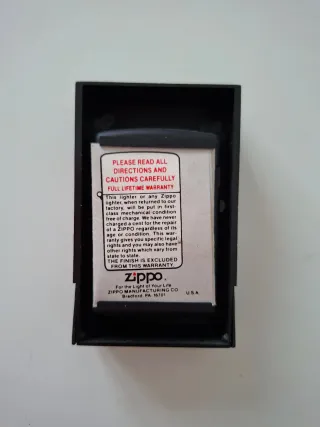 PLEASE READ ALL
DIRECTIONS AND
CAUTIONS CAREFULLY
FULL LIFETIME WARRANTY
This lighter or any Zippo
lighter, when returned to our
factory, will be put in first-
class mechanical condition
free of charge. We have never
charged a cent for the repair
of a ZIPPO regardless of its
age or condition. This war-
ranty gives you specific legal
rights and you may also have
other rights which vary from
state to state.
THE FINISH IS EXCLUDED
FROM THIS WARRANTY.
Zippo
For the Light of Your Life
ZIPPO MANUFACTURING CO
Bradford, PA 16701 U.S.A.